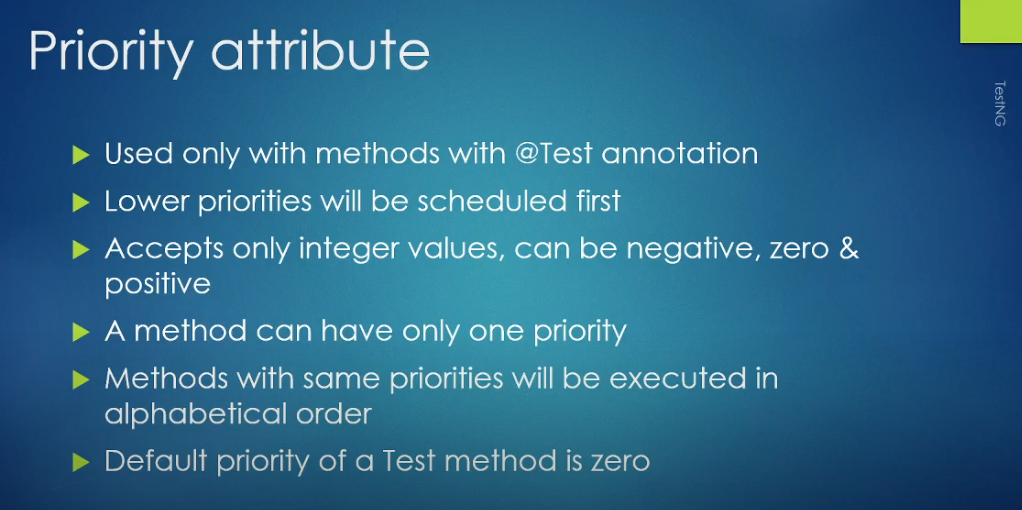 Priority attribute
TestNG
Used only with methods with @Test annotation
Lower priorities will be scheduled first
Accepts only integer values, can be negative, zero &
positive
A method can have only one priority
Methods with same priorities will be executed in
alphabetical order
Default priority of a Test method is zero